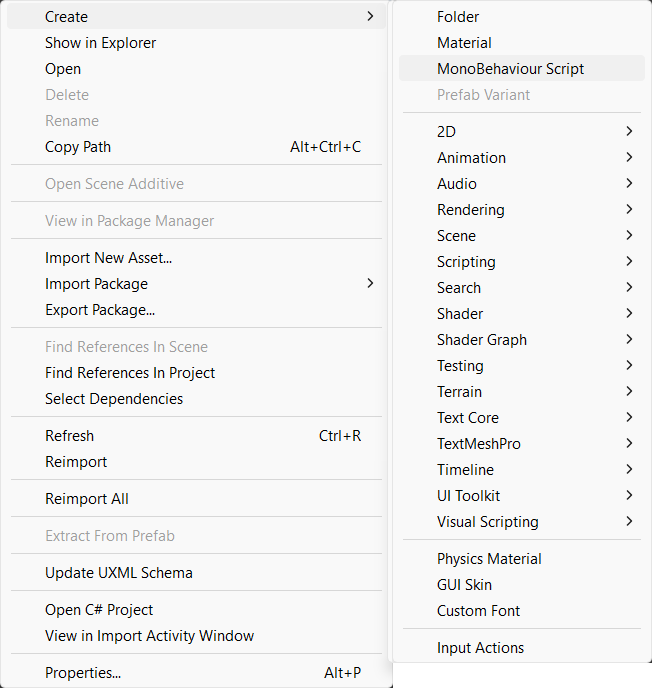 Create
Show in Explorer
Open
Delete
Rename
Copy Path Alt+Ctrl+C
Open Scene Additive
View in Package Manager
Import New Asset...
Import Package
Export Package...
Find References In Scene
Find References In Project
Select Dependencies
Refresh Ctrl+R
Reimport
Reimport All
Extract From Prefab
Update UXML Schema
Open C# Project
View in Import Activity Window
Properties... Alt+P
Folder
Material
MonoBehaviour Script
Prefab Variant
2D
Animation
Audio
Rendering
Scene
Scripting
Search
Shader
Shader Graph
Testing
Terrain
Text Core
TextMeshPro
Timeline
UI Toolkit
Visual Scripting
Physics Material
GUI Skin
Custom Font
Input Actions